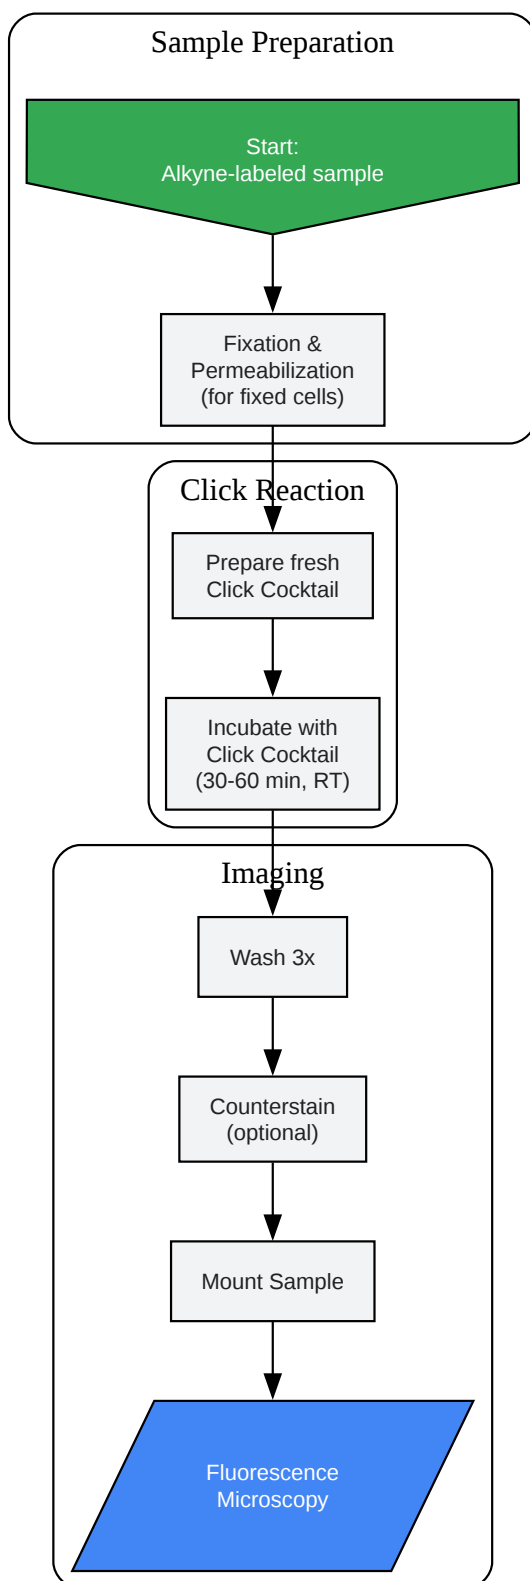 Sample Preparation
Start:
Alkyne-labeled sample
Fixation &
Permeabilization
(for fixed cells)
Click Reaction
Prepare fresh
Click Cocktail
Incubate with
Click Cocktail
(30-60 min, RT)
Imaging
Wash 3x
Counterstain
(optional)
Mount Sample
Fluorescence
Microscopy